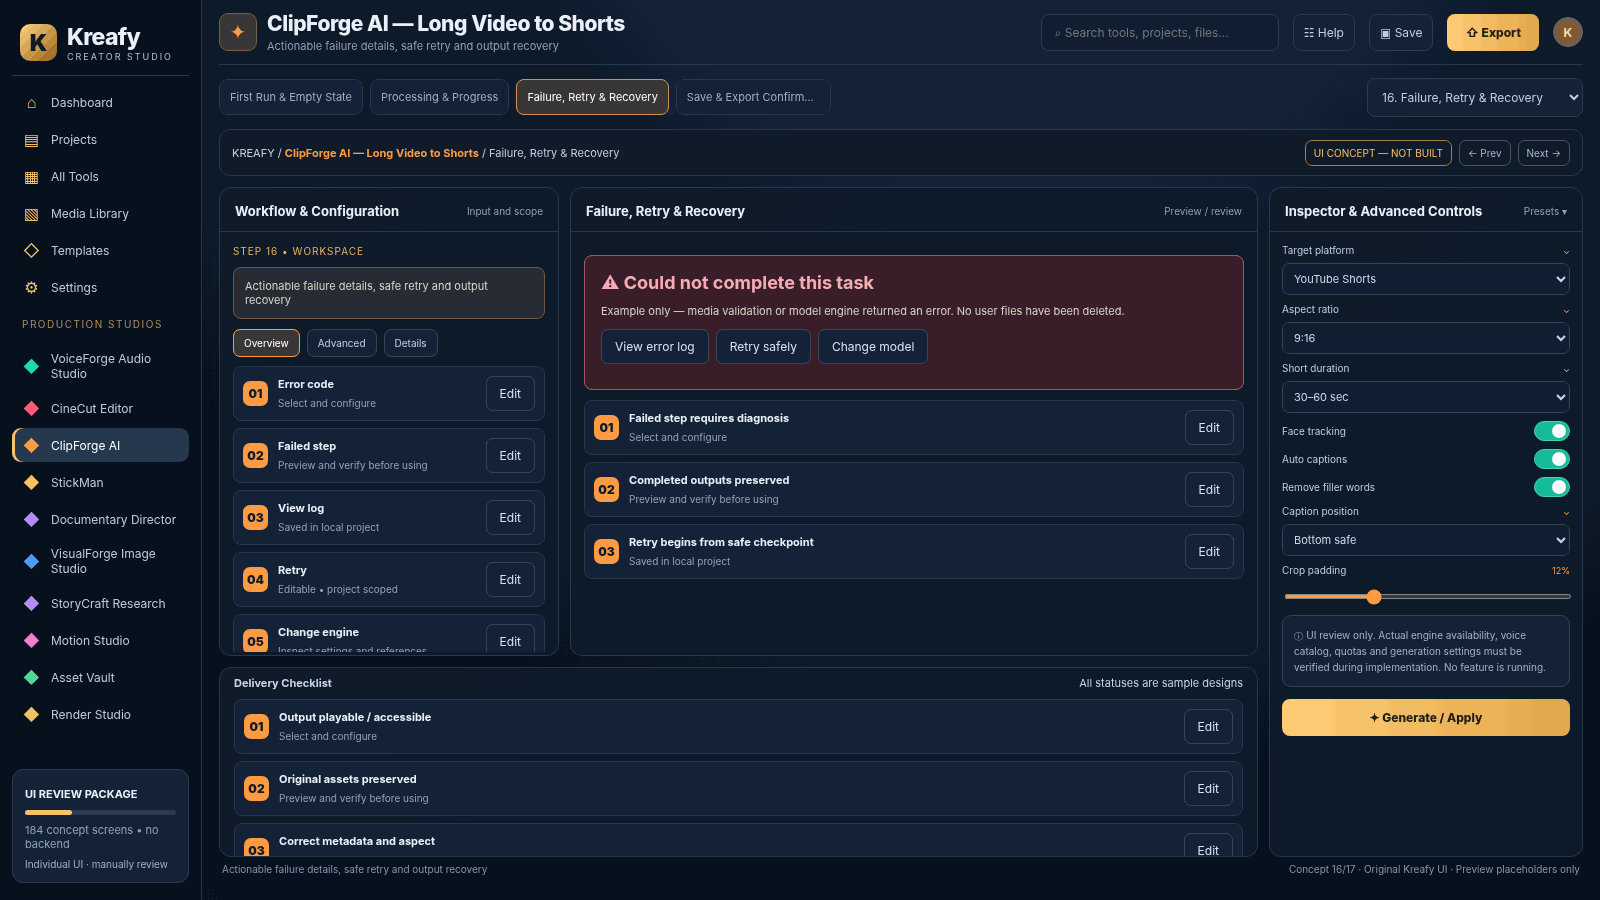 K
Kreafy
CREATOR STUDIO
Dashboard
Projects
All Tools
Media Library
Templates
Settings
PRODUCTION STUDIOS
VoiceForge Audio
Studio
CineCut Editor
ClipForge AI
StickMan
Documentary Director
VisualForge Image
Studio
StoryCraft Research
Motion Studio
Asset Vault
Render Studio
UI REVIEW PACKAGE
184 concept screens • no
backend
Individual UI · manually review
ClipForge AI — Long Video to Shorts
Actionable failure details, safe retry and output recovery
Search tools, projects, files...
Help
Save
Export
K
First Run & Empty State
Processing & Progress
Failure, Retry & Recovery
Save & Export Confirm...
16. Failure, Retry & Recovery
KREAFY / ClipForge AI — Long Video to Shorts / Failure, Retry & Recovery
UI CONCEPT — NOT BUILT
← Prev
Next →
Workflow & Configuration
Input and scope
STEP 16 • WORKSPACE
Actionable failure details, safe retry and output
recovery
Overview
Advanced
Details
01
Error code
Select and configure
Edit
02
Failed step
Preview and verify before using
Edit
03
View log
Saved in local project
Edit
04
Retry
Editable • project scoped
Edit
05
Change engine
Inspect settings and references
Edit
Failure, Retry & Recovery
Preview / review
⚠ Could not complete this task
Example only — media validation or model engine returned an error. No user files have been deleted.
View error log
Retry safely
Change model
01
Failed step requires diagnosis
Select and configure
Edit
02
Completed outputs preserved
Preview and verify before using
Edit
03
Retry begins from safe checkpoint
Saved in local project
Edit
Delivery Checklist
All statuses are sample designs
01
Output playable / accessible
Select and configure
Edit
02
Original assets preserved
Preview and verify before using
Edit
03
Correct metadata and aspect
Edit
Inspector & Advanced Controls
Presets ▾
Target platform
YouTube Shorts
Aspect ratio
9:16
Short duration
30–60 sec
Face tracking
Auto captions
Remove filler words
Caption position
Bottom safe
Crop padding
12%
ⓘ UI review only. Actual engine availability, voice
catalog, quotas and generation settings must be
verified during implementation. No feature is running.
✦ Generate / Apply
Actionable failure details, safe retry and output recovery
Concept 16/17 · Original Kreafy UI · Preview placeholders only